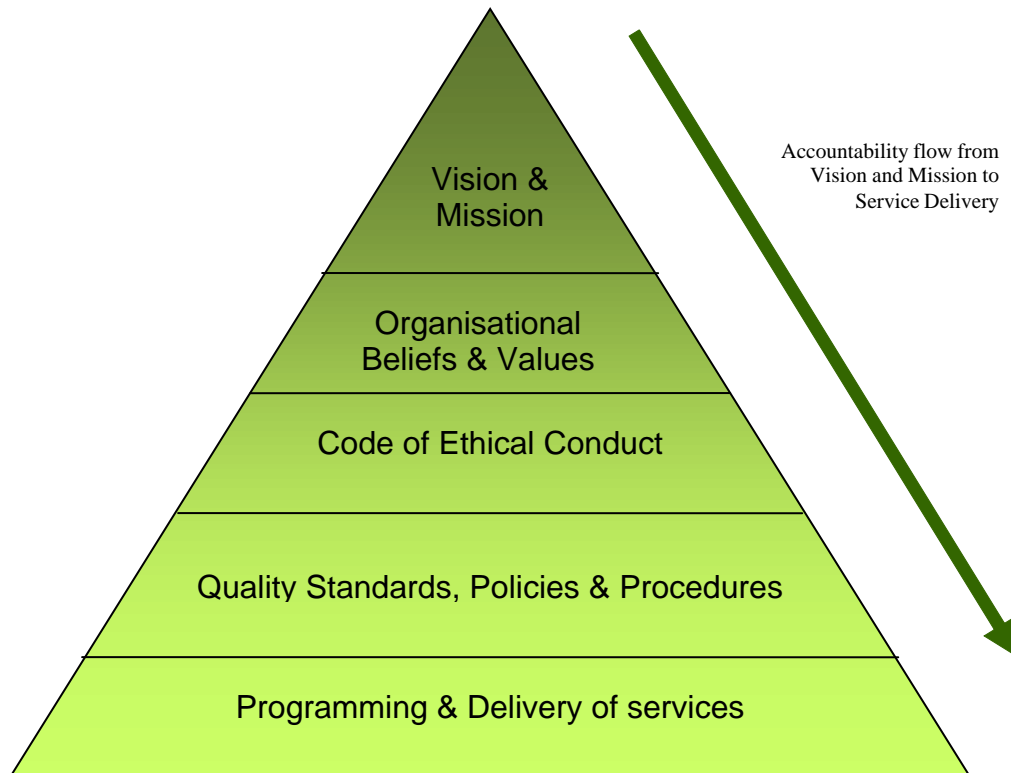 Vision &
Mission
Accountability flow from
Vision and Mission to
Service Delivery
Organisational
Beliefs & Values
Code of Ethical Conduct
Quality Standards, Policies & Procedures
Programming & Delivery of services